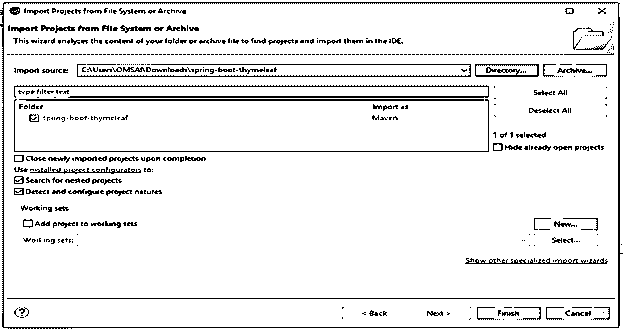 Import Projects from File System or Archive
Import Projects from File System or Archive
This wizard analyzes the content of your folder or archive file to find projects and import them in the IDE.
Import source: C:\Users\OMSAI\Downloads\spring-boot-thymeleaf Directory... Archive...
type filter text Select All
Folder Import as Deselect All
spring-boot-thymeleaf Maven
1 of 1 selected
Hide already open projects
Close newly imported projects upon completion
Use installed project configurators to:
Search for nested projects
Detect and configure project natures
Working sets
Add project to working sets New...
Working sets: Select...
Show other specialized import wizards
< Back Next > Finish Cancel